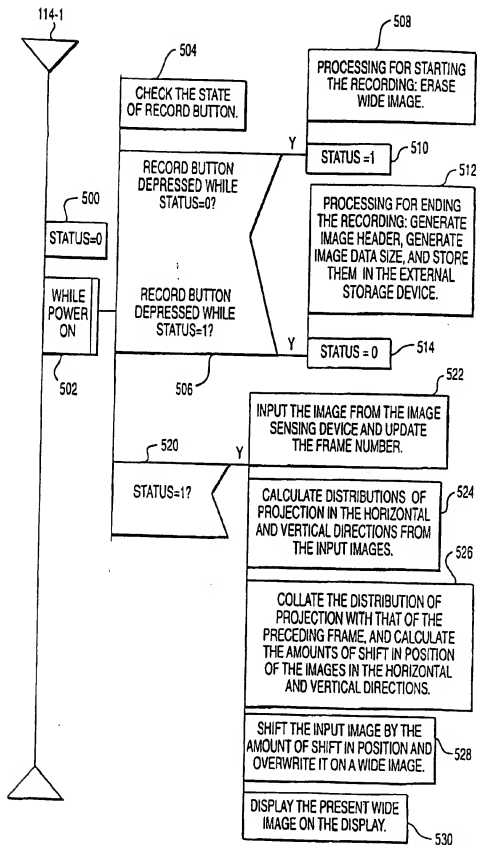 114-1
504
CHECK THE STATE
OF RECORD BUTTON.
508
PROCESSING FOR STARTING
THE RECORDING: ERASE
WIDE IMAGE.
Y
STATUS =1
510
RECORD BUTTON
DEPRESSED WHILE
STATUS=0?
512
PROCESSING FOR ENDING
THE RECORDING: GENERATE
IMAGE HEADER, GENERATE
IMAGE DATA SIZE, AND STORE
THEM IN THE EXTERNAL
STORAGE DEVICE.
500
STATUS=0
WHILE
POWER
ON
502
RECORD BUTTON
DEPRESSED WHILE
STATUS=1?
506
Y
STATUS = 0
514
522
INPUT THE IMAGE FROM THE IMAGE
SENSING DEVICE AND UPDATE
THE FRAME NUMBER.
520
Y
STATUS=1?
524
CALCULATE DISTRIBUTIONS OF
PROJECTION IN THE HORIZONTAL
AND VERTICAL DIRECTIONS FROM
THE INPUT IMAGES.
526
COLLATE THE DISTRIBUTION OF
PROJECTION WITH THAT OF THE
PRECEDING FRAME, AND CALCULATE
THE AMOUNTS OF SHIFT IN POSITION
OF THE IMAGES IN THE HORIZONTAL
AND VERTICAL DIRECTIONS.
SHIFT THE INPUT IMAGE BY THE
AMOUNT OF SHIFT IN POSITION AND
OVERWRITE IT ON A WIDE IMAGE.
528
DISPLAY THE PRESENT WIDE
IMAGE ON THE DISPLAY.
530